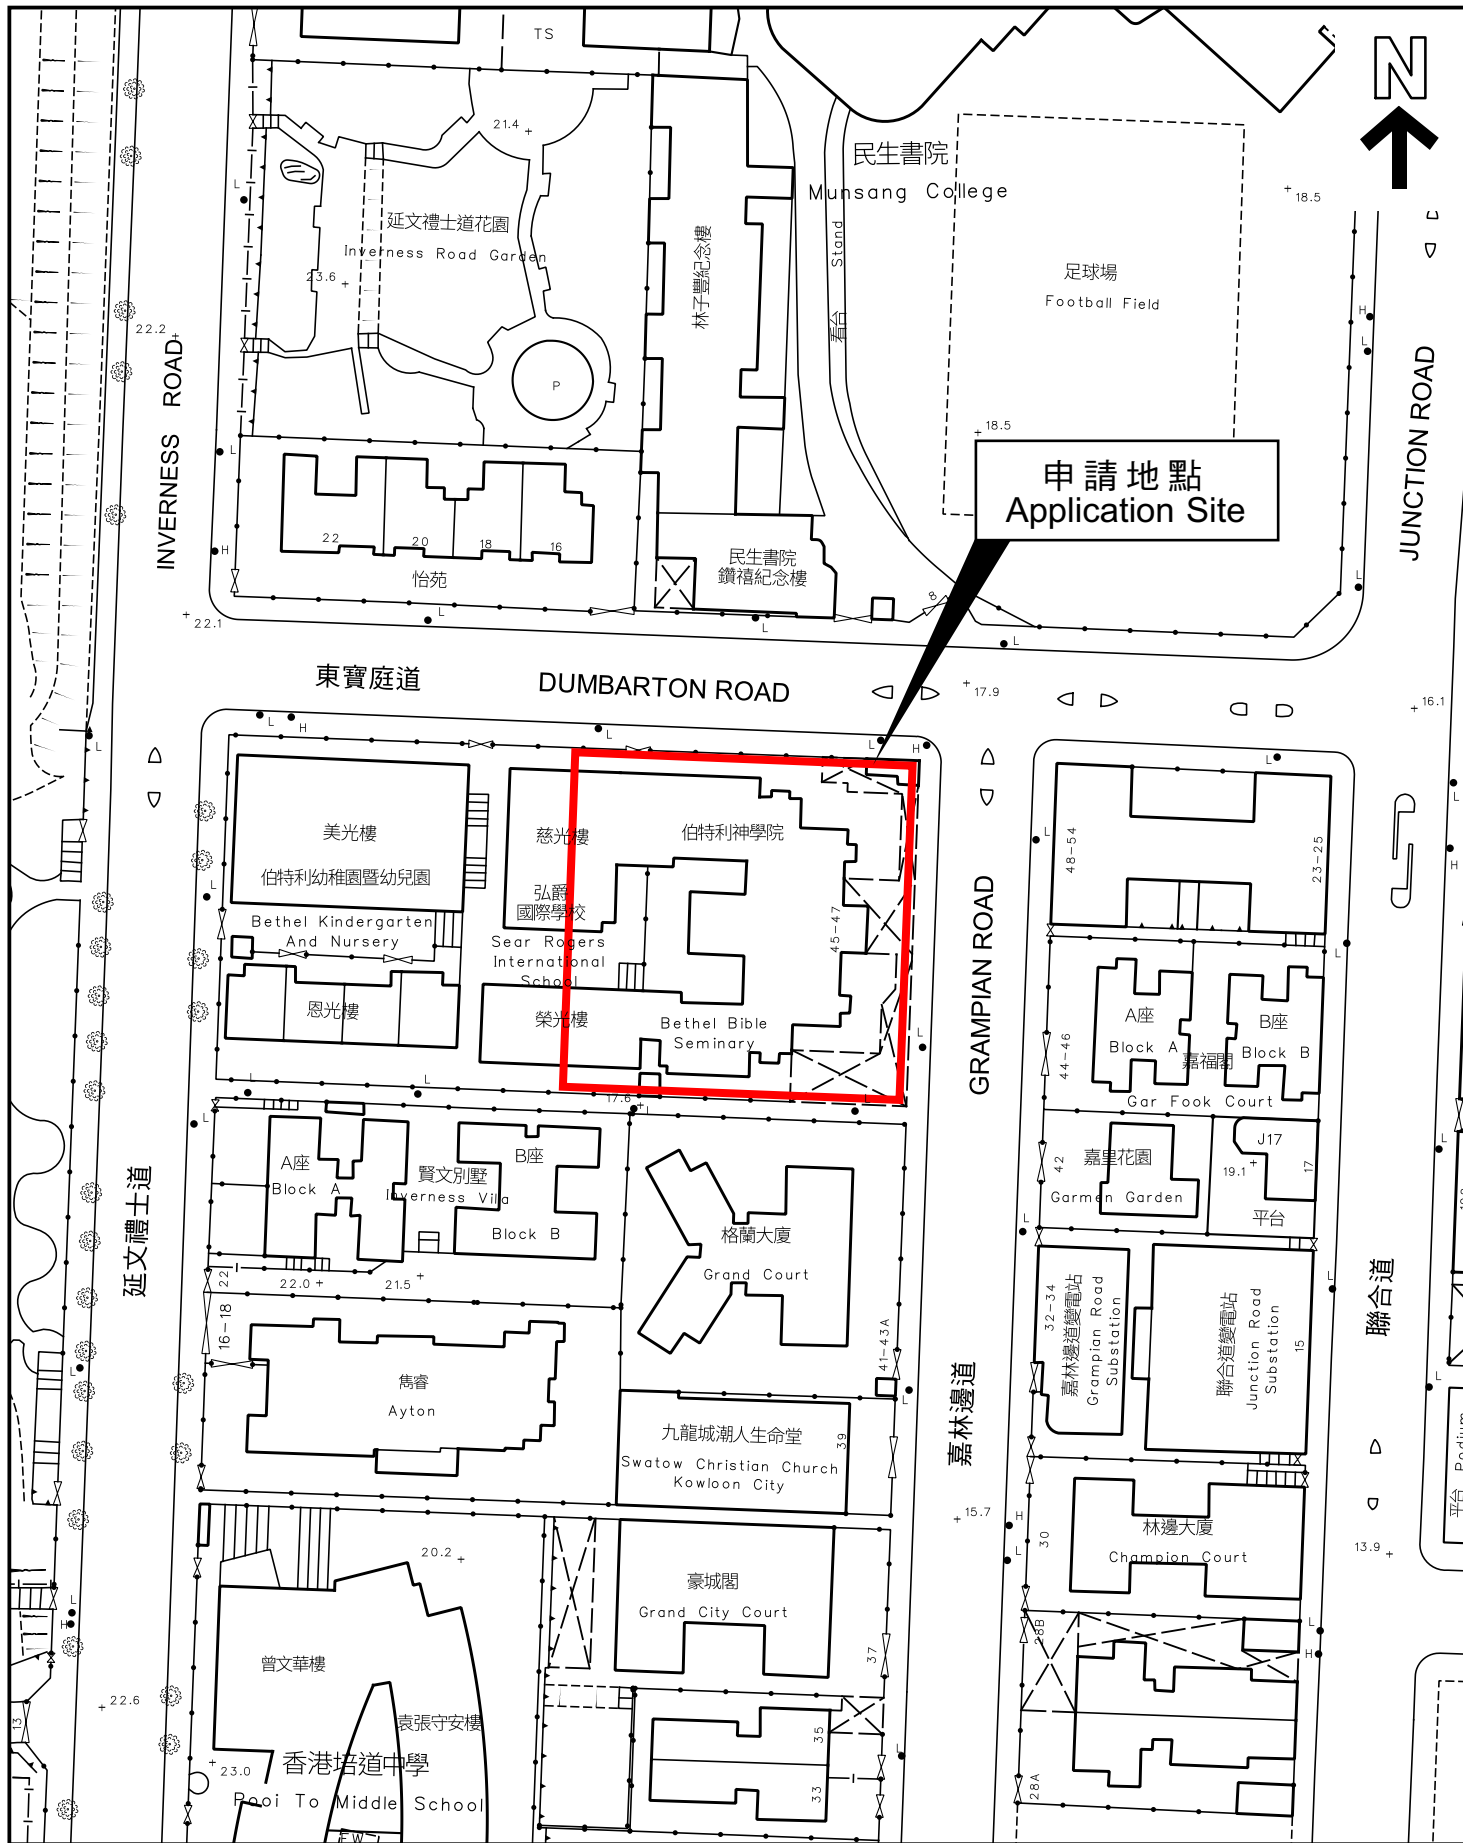 TS
N
21.4
民生書院
Munsang College
18.5
L
延文禮士道花園
Inverness Road Garden
23.6
林子豐紀念樓
看台
Stand
足球場
Football Field
H
L
22.2
INVERNESS ROAD
JUNCTION ROAD
P
18.5
L
申請地點
Application Site
22
20
18
16
怡苑
民生書院
鑽禧紀念樓
H
L
8
22.1
L
L
L
東寶庭道
DUMBARTON ROAD
17.9
16.1
L
H
L
L
H
L
L
美光樓
伯特利幼稚園暨幼兒園
Bethel Kindergarten
And Nursery
慈光樓
弘爵
國際學校
Sear Rogers
International
School
伯特利神學院
45-47
48-54
23-25
L
L
L
H
GRAMPIAN ROAD
恩光樓
榮光樓
Bethel Bible
Seminary
A座
Block A
B座
Block B
嘉福閣
Gar Fook Court
44-46
L
L
L
L
17.6
L
L
L
A座
Block A
賢文別墅
Inverness Villa
B座
Block B
格蘭大廈
Grand Court
42
嘉里花園
Garmen Garden
J17
19.1
17
平台
L
延文禮士道
22
22.0
21.5
L
L
L
32-34
嘉林邊道變電站
Grampian Road
Substation
聯合道變電站
Junction Road
Substation
15
聯合道
16-18
雋睿
Ayton
41-43A
L
L
L
嘉林邊道
九龍城潮人生命堂
Swatow Christian Church
Kowloon City
39
平台
Podium
15.7
H
L
30
林邊大廈
Champion Court
13.9
20.2
豪城閣
Grand City Court
37
28B
L
H
L
H
曾文華樓
袁張守安樓
22.6
13
23.0
香港培道中學
Pooi To Middle School
35
33
L
28A
FW